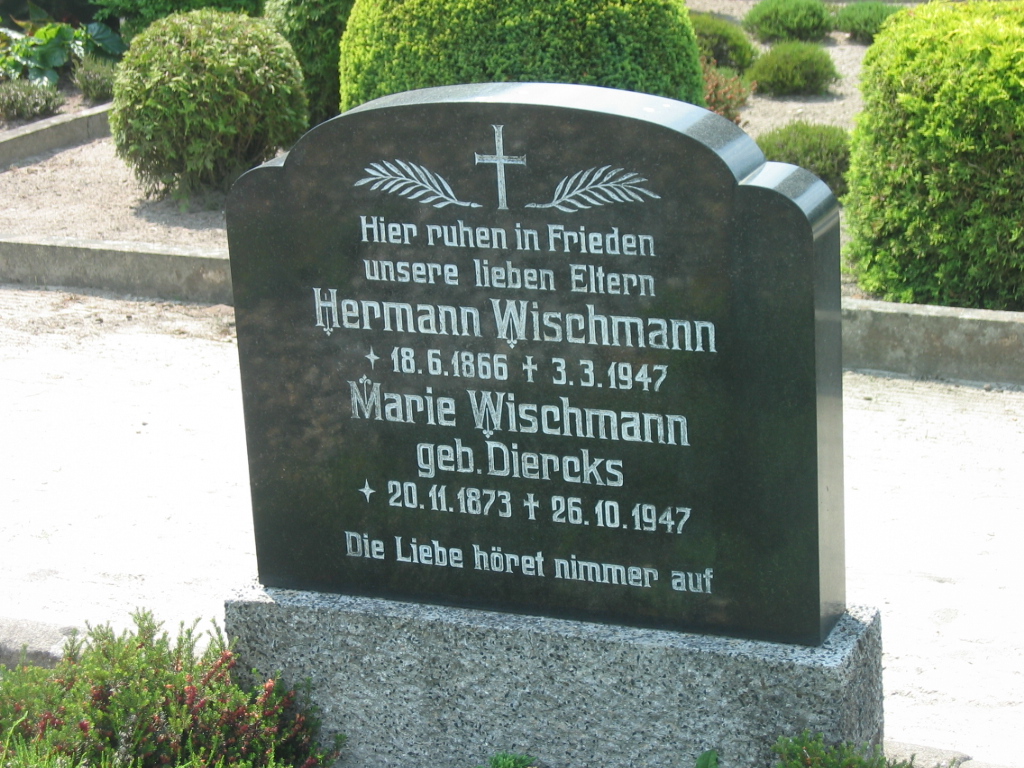 Hier ruhen in Frieden
unsere lieben Eltern
Hermann Wischmann
✦ 18.6.1866 ✝ 3.3.1947
Marie Wischmann
geb. Diercks
✦ 20.11.1873 ✝ 26.10.1947
Die Liebe höret nimmer auf